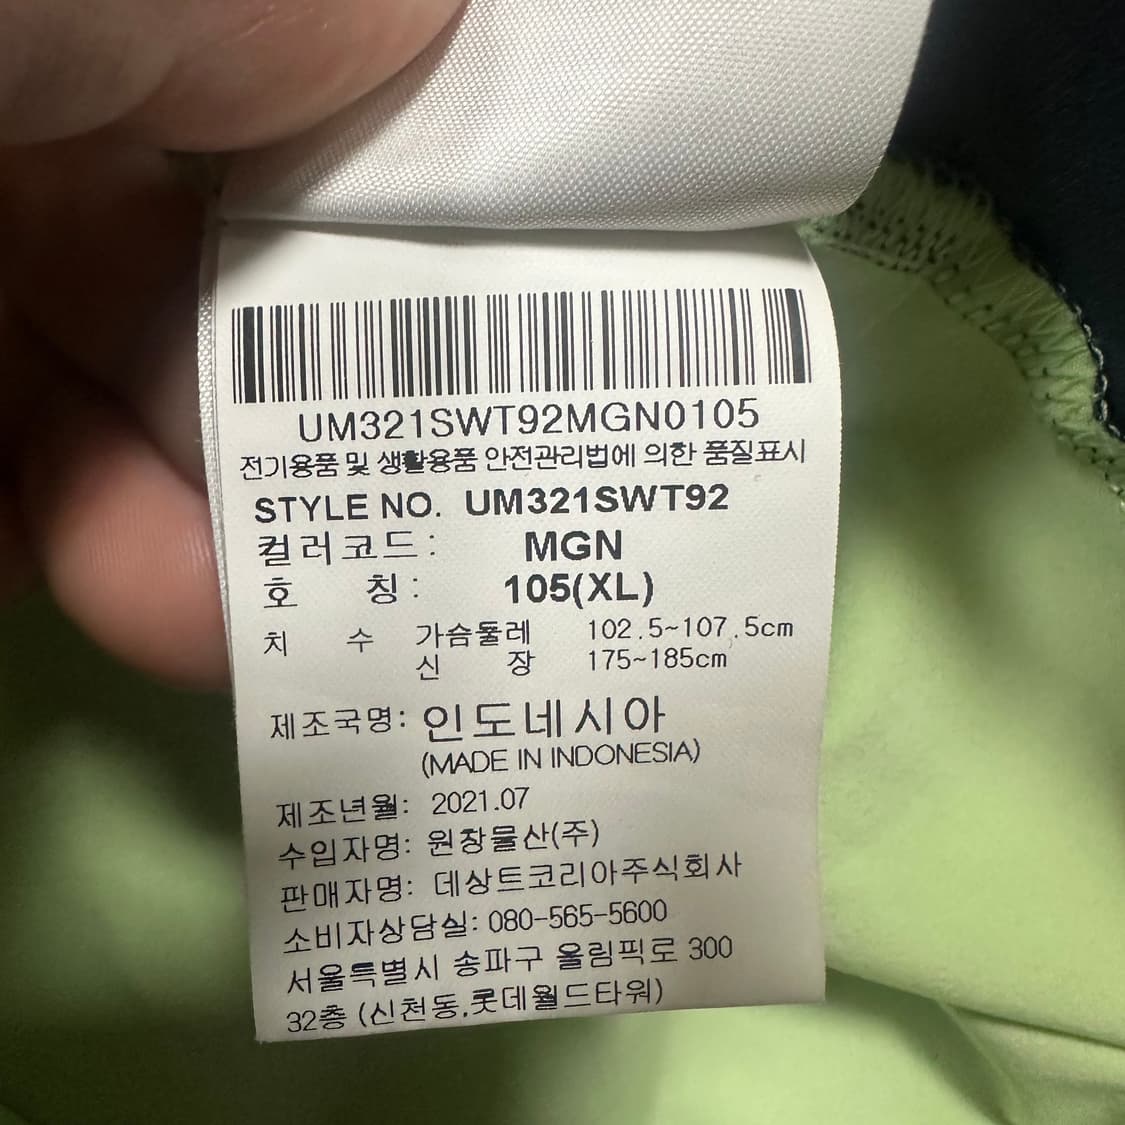 UM321SWT92MGN0105
전기용품 및 생활용품 안전관리법에 의한 품질표시
STYLE NO. UM321SWT92
컬러코드: MGN
호 칭: 105(XL)
치 수 가슴둘레 102.5~107.5cm
신 장 175~185cm
제조국명: 인도네시아
(MADE IN INDONESIA)
제조년월: 2021.07
수입자명: 원창물산(주)
판매자명: 데상트코리아주식회사
소비자상담실: 080-565-5600
서울특별시 송파구 올림픽로 300
32층 (신천동,롯데월드타워)